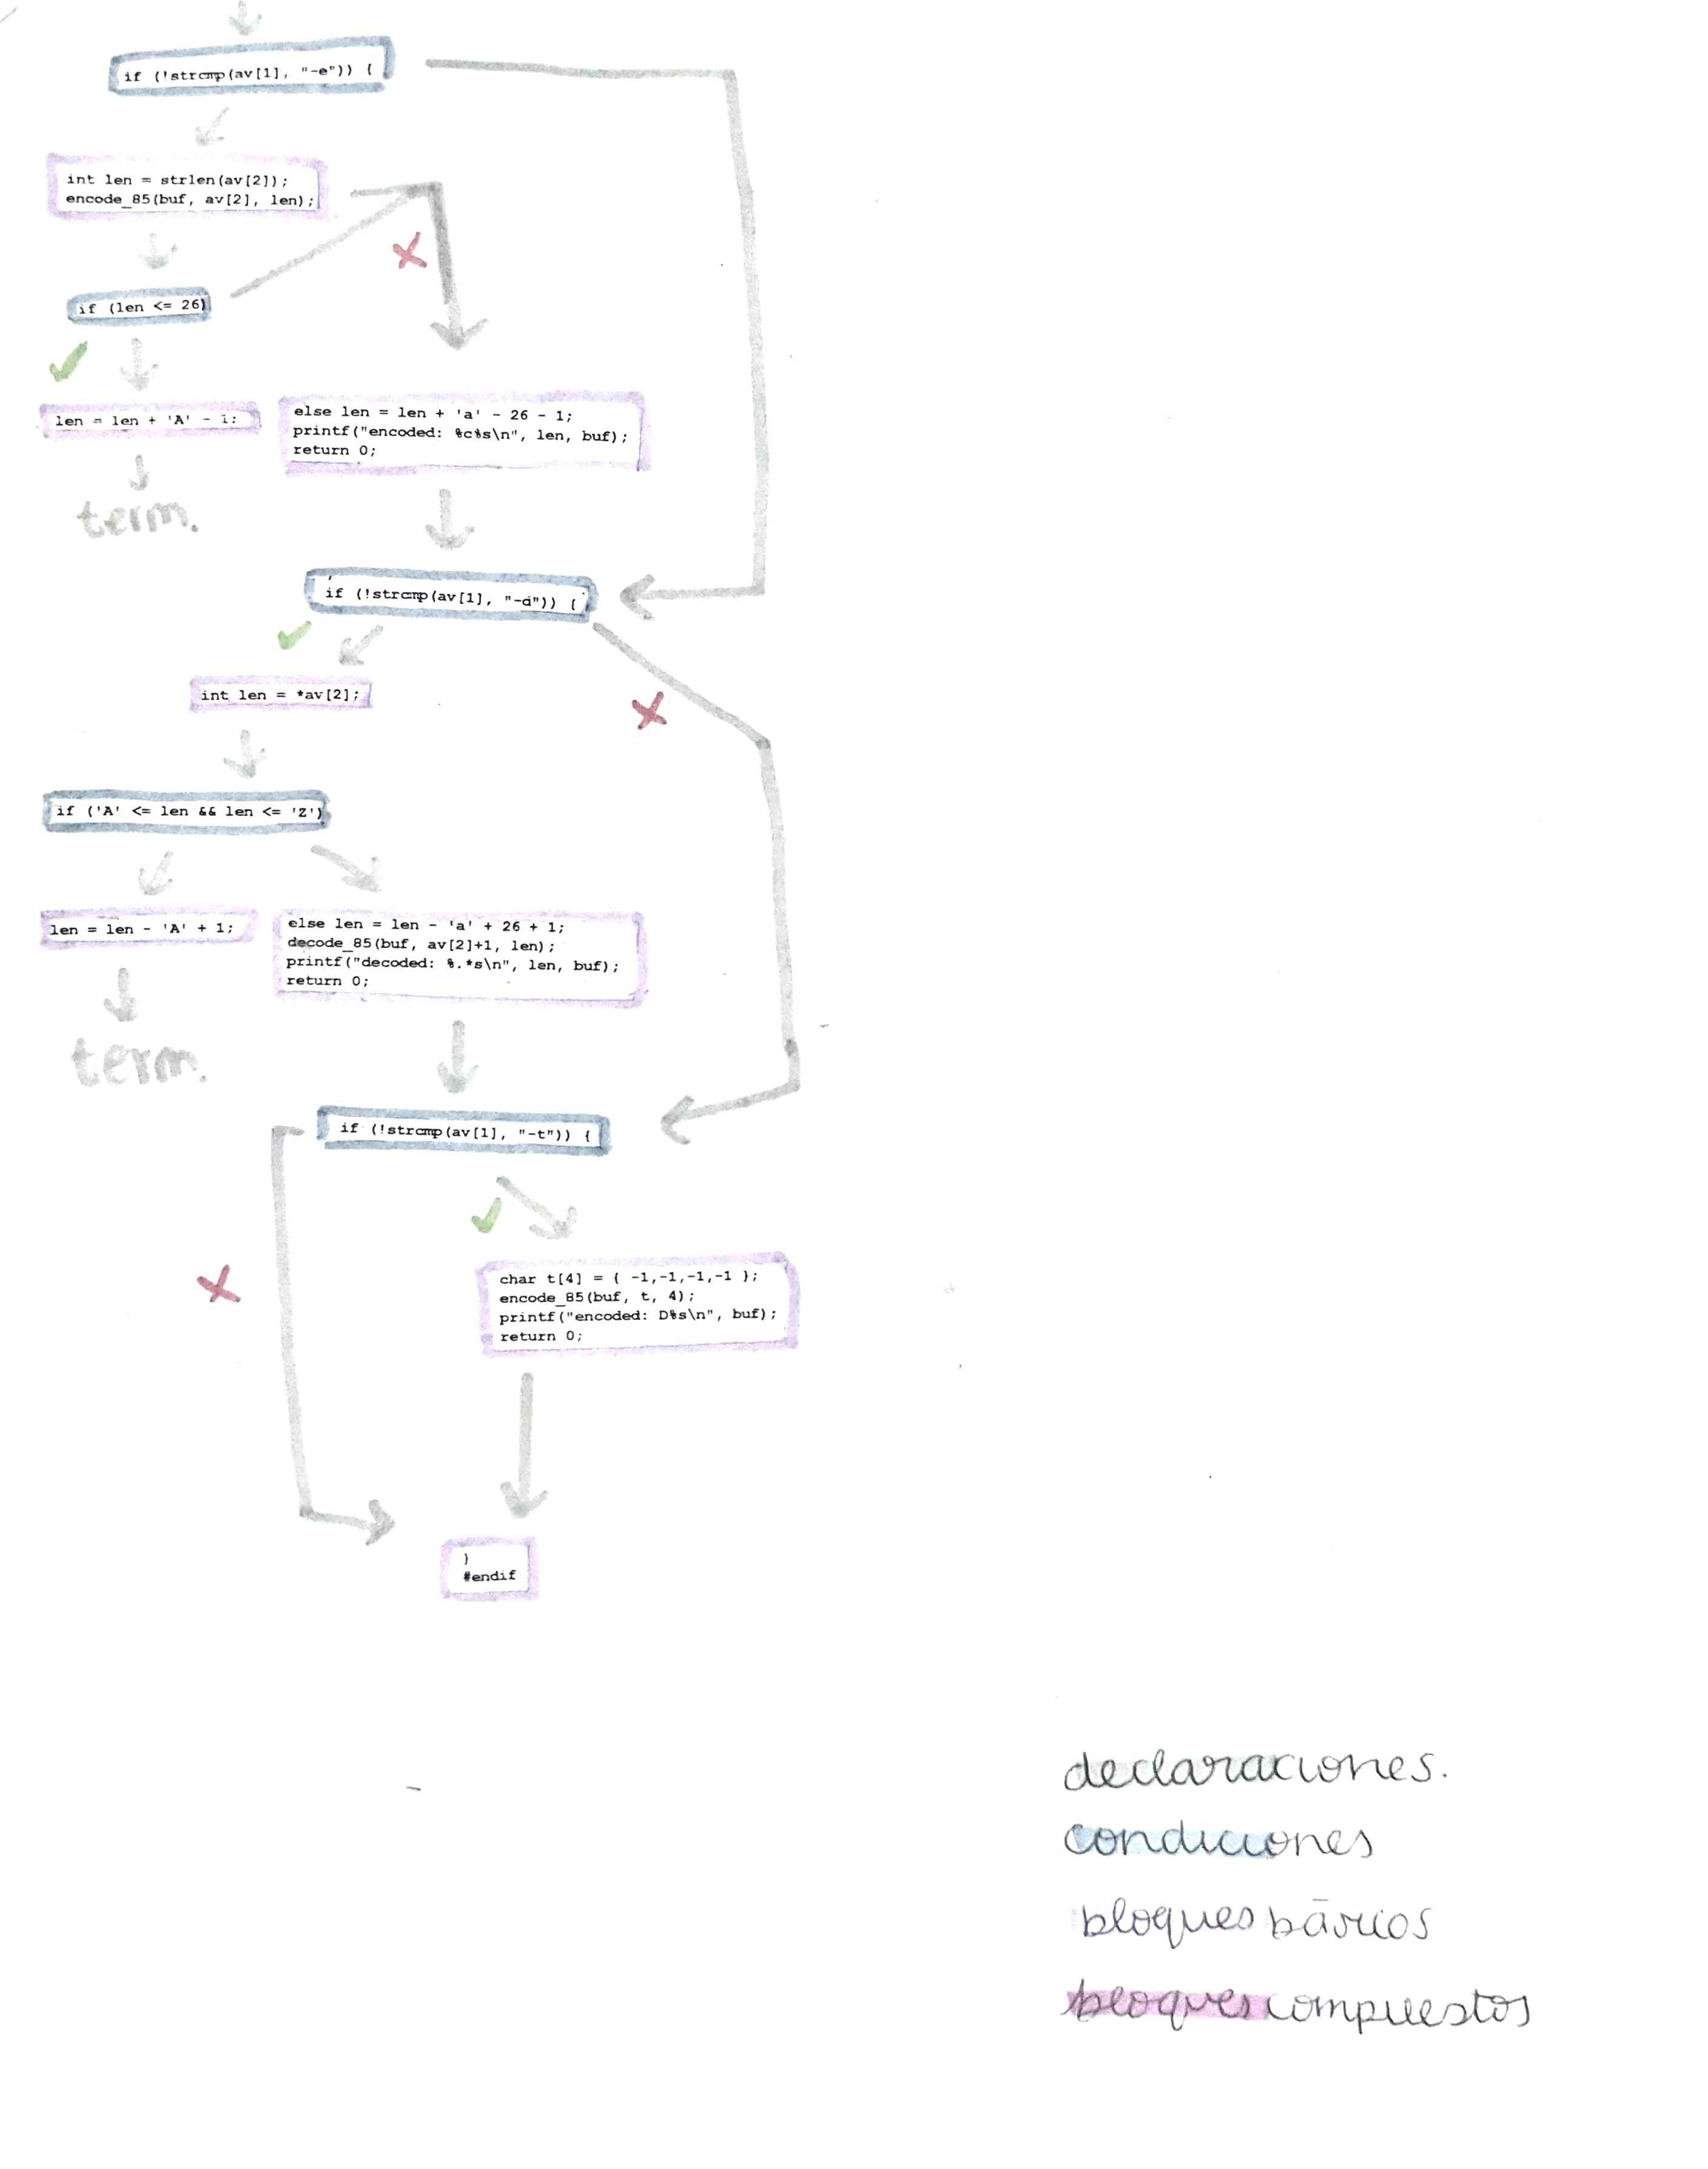 if (!strcmp(av[1], "-e")) {
int len = strlen(av[2]);
encode_85(buf, av[2], len);
if (len <= 26)
len = len + 'A' - 1;
else len = len + 'a' - 26 - 1;
printf("encoded: %c%s\n", len, buf);
return 0;
term.
if (!strcmp(av[1], "-d")) {
int len = *av[2];
if ('A' <= len && len <= 'Z')
len = len - 'A' + 1;
else len = len - 'a' + 26 + 1;
decode_85(buf, av[2]+1, len);
printf("decoded: %.*s\n", len, buf);
return 0;
term.
if (!strcmp(av[1], "-t")) {
char t[4] = { -1,-1,-1,-1 };
encode_85(buf, t, 4);
printf("encoded: D%s\n", buf);
return 0;
}
#endif
declaraciones.
condiciones
bloques básicos
bloques compuestos